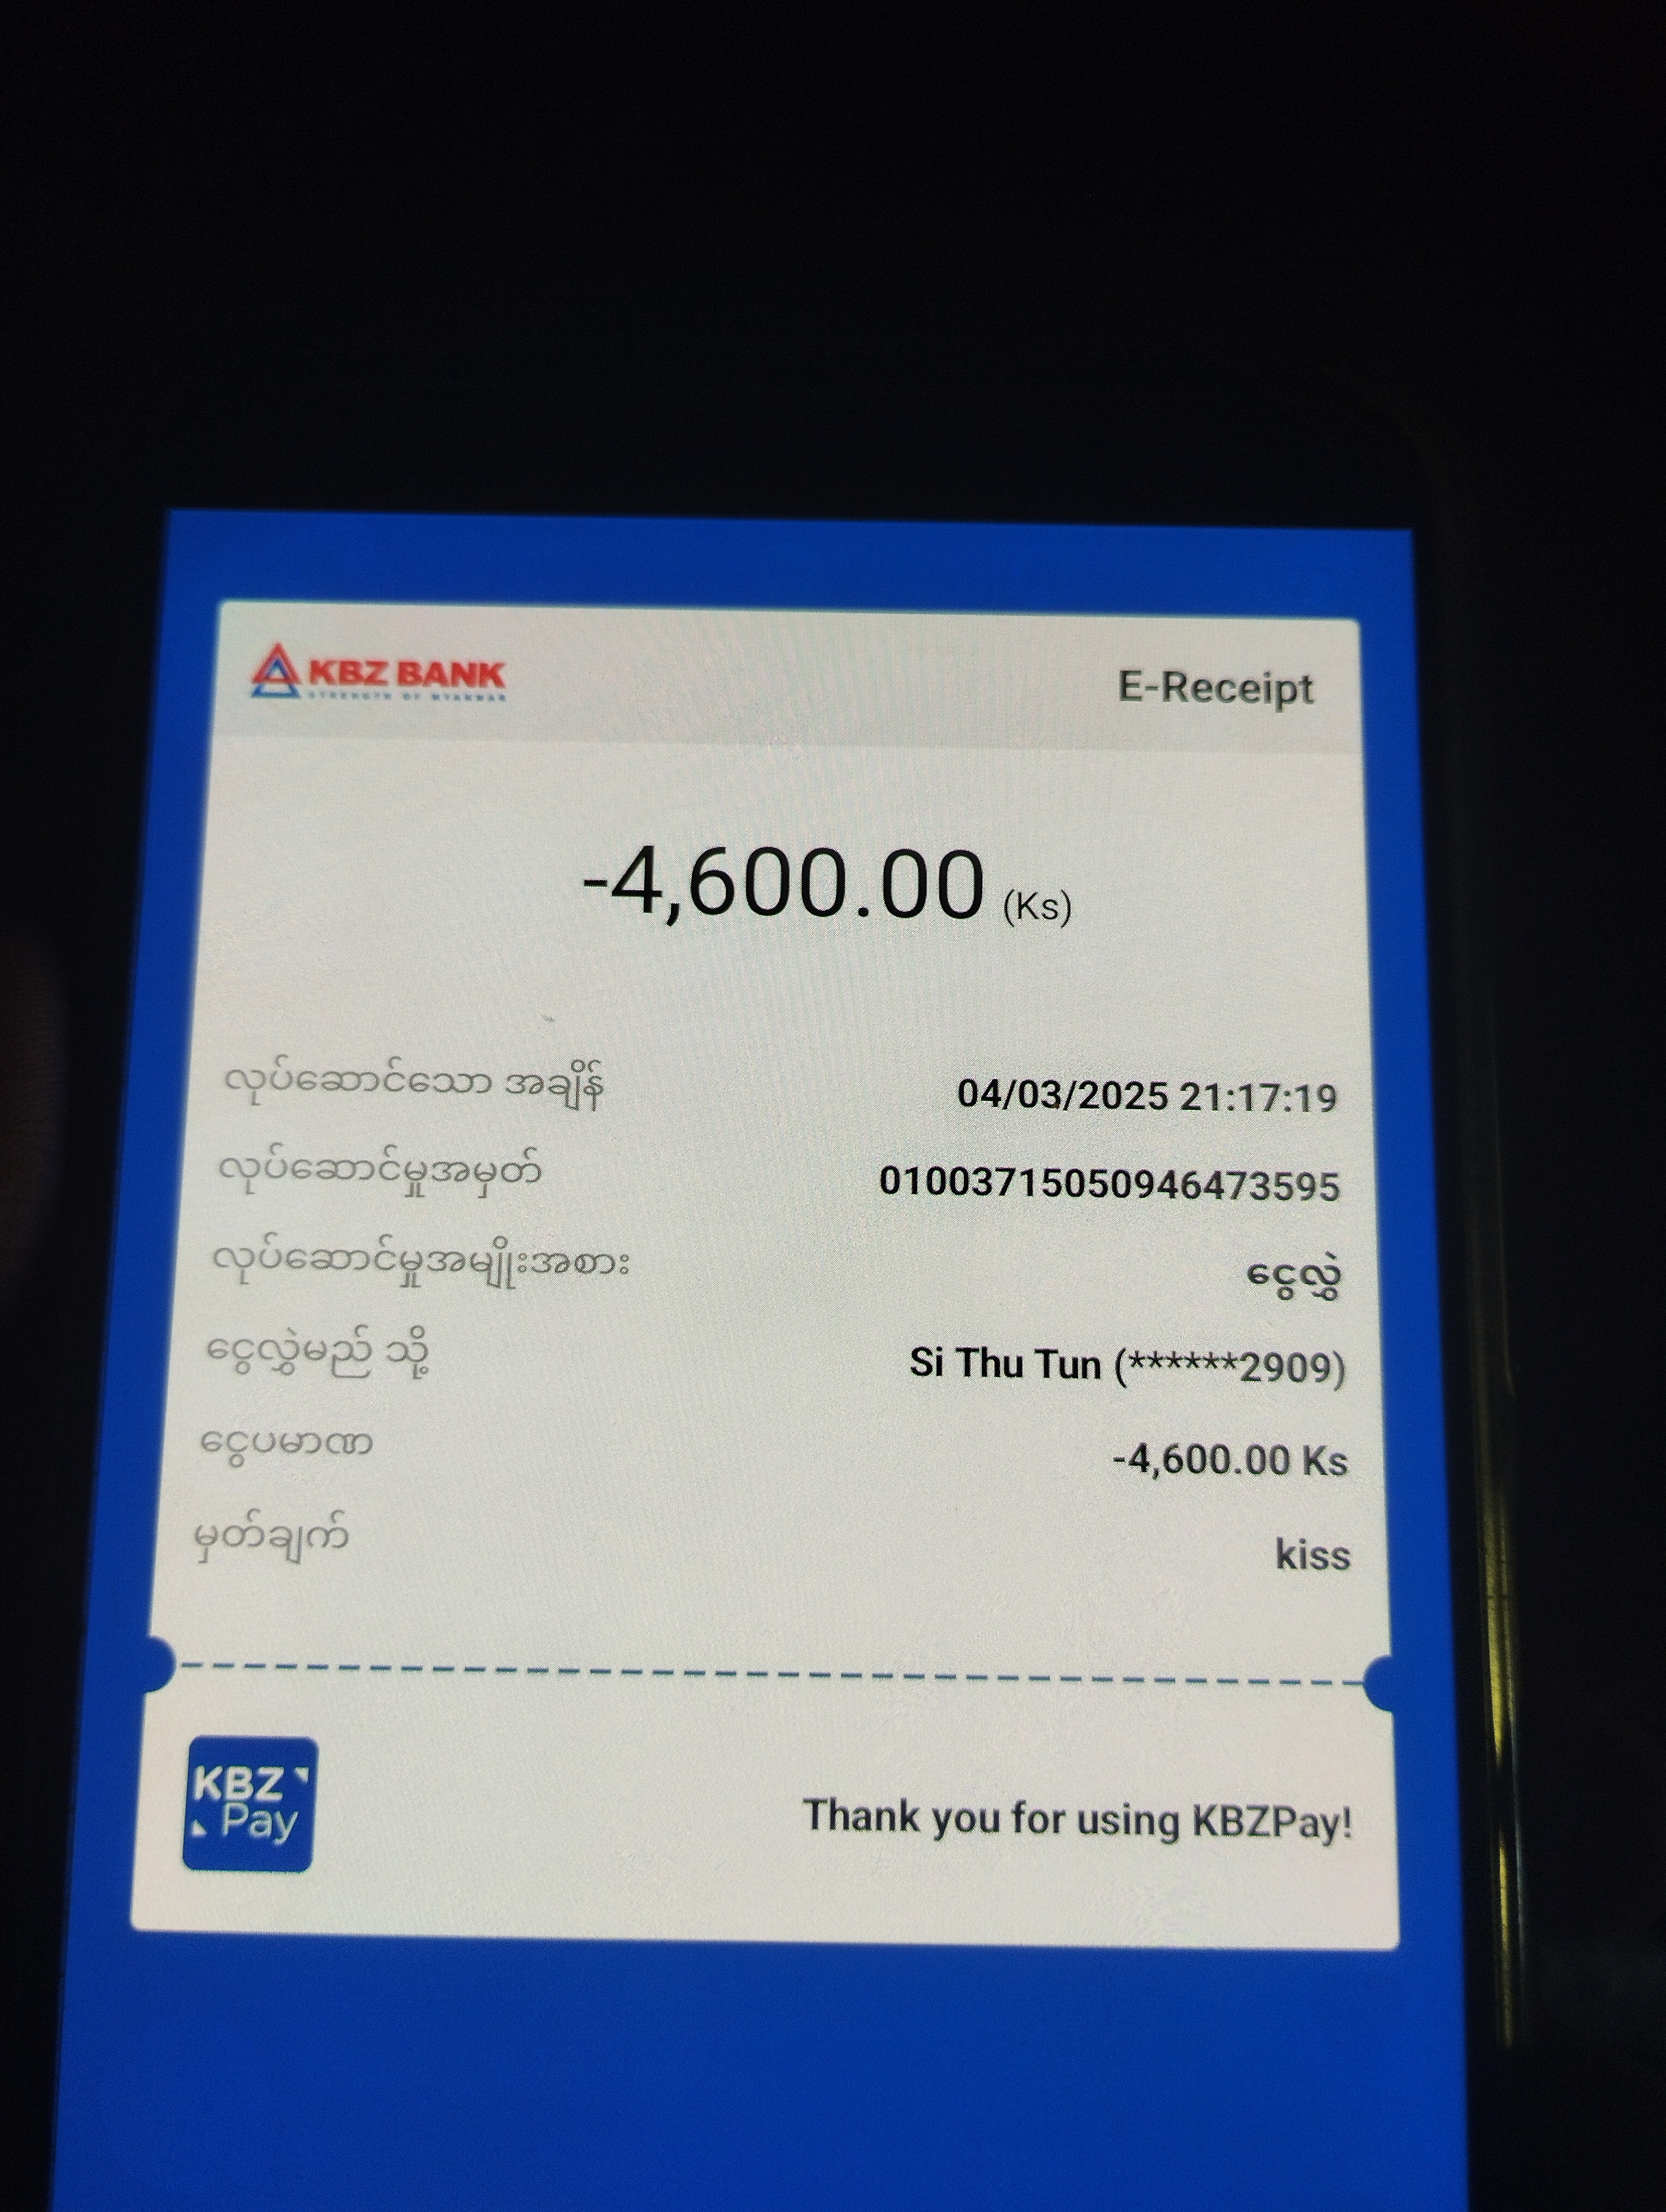 KBZ BANK
STRENGTH OF MYANMAR
E-Receipt
-4,600.00 (Ks)
လုပ်ဆောင်သော အချိန် 04/03/2025 21:17:19
လုပ်ဆောင်မှုအမှတ် 01003715050946473595
လုပ်ဆောင်မှုအမျိုးအစား ငွေလွှဲ
ငွေလွှဲမည် သို့ Si Thu Tun (******2909)
ငွေပမာဏ -4,600.00 Ks
မှတ်ချက် kiss
KBZ
Pay
Thank you for using KBZPay!